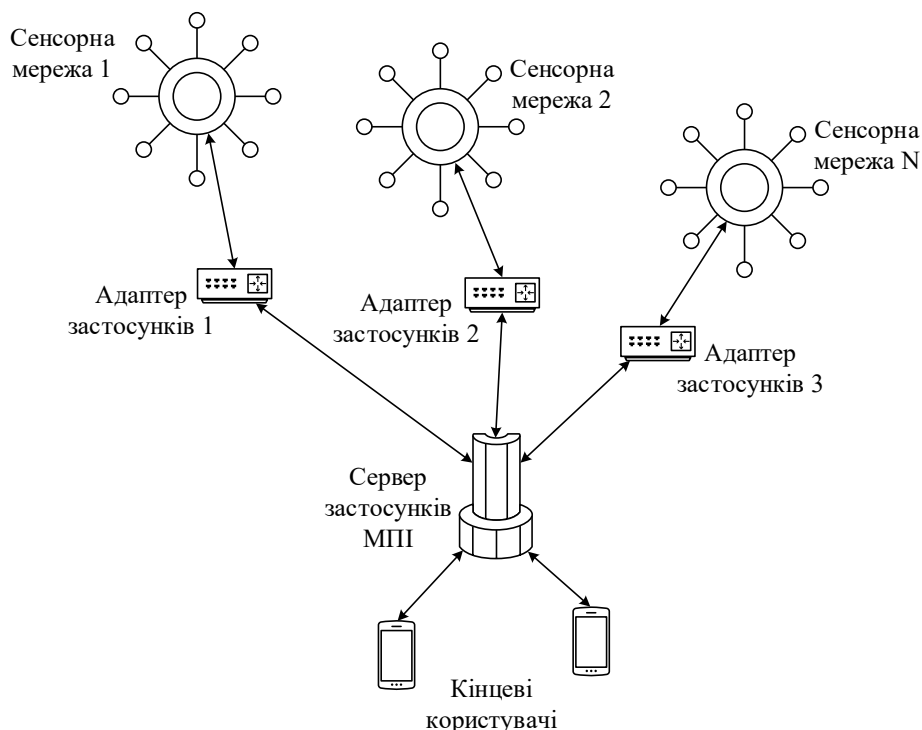 Сенсорна
мережа 1
Сенсорна
мережа 2
Сенсорна
мережа N
Адаптер
застосунків 1
Адаптер
застосунків 2
Адаптер
застосунків 3
Сервер
застосунків
МПІ
Кінцеві
користувачі